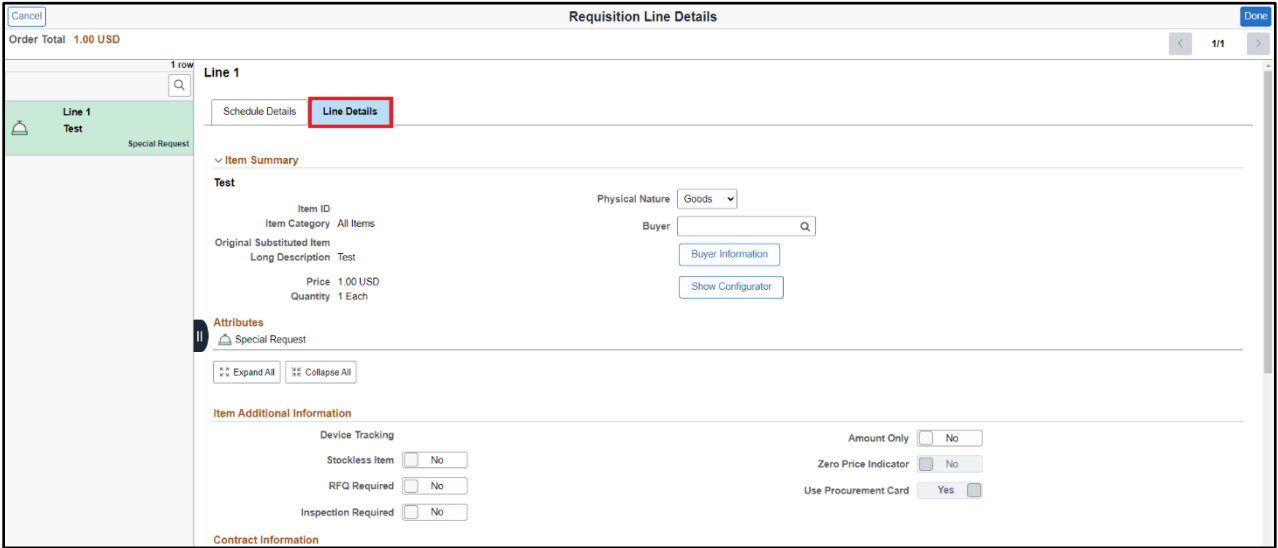 Cancel
Requisition Line Details
Done
Order Total 1.00 USD
1/1
1 row
Line 1
Test
Special Request
Line 1
Schedule Details
Line Details
Item Summary
Test
Item ID
Item Category All Items
Original Substituted Item
Long Description Test
Price 1.00 USD
Quantity 1 Each
Physical Nature Goods
Buyer
Buyer Information
Show Configurator
Attributes
Special Request
Expand All
Collapse All
Item Additional Information
Device Tracking
Stockless Item No
RFQ Required No
Inspection Required No
Amount Only No
Zero Price Indicator No
Use Procurement Card Yes
Contract Information